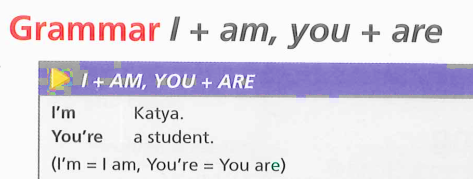 Grammar I + am, you + are
I + AM, YOU + ARE
I'm Katya.
You're a student.
(I'm = I am, You're = You are)